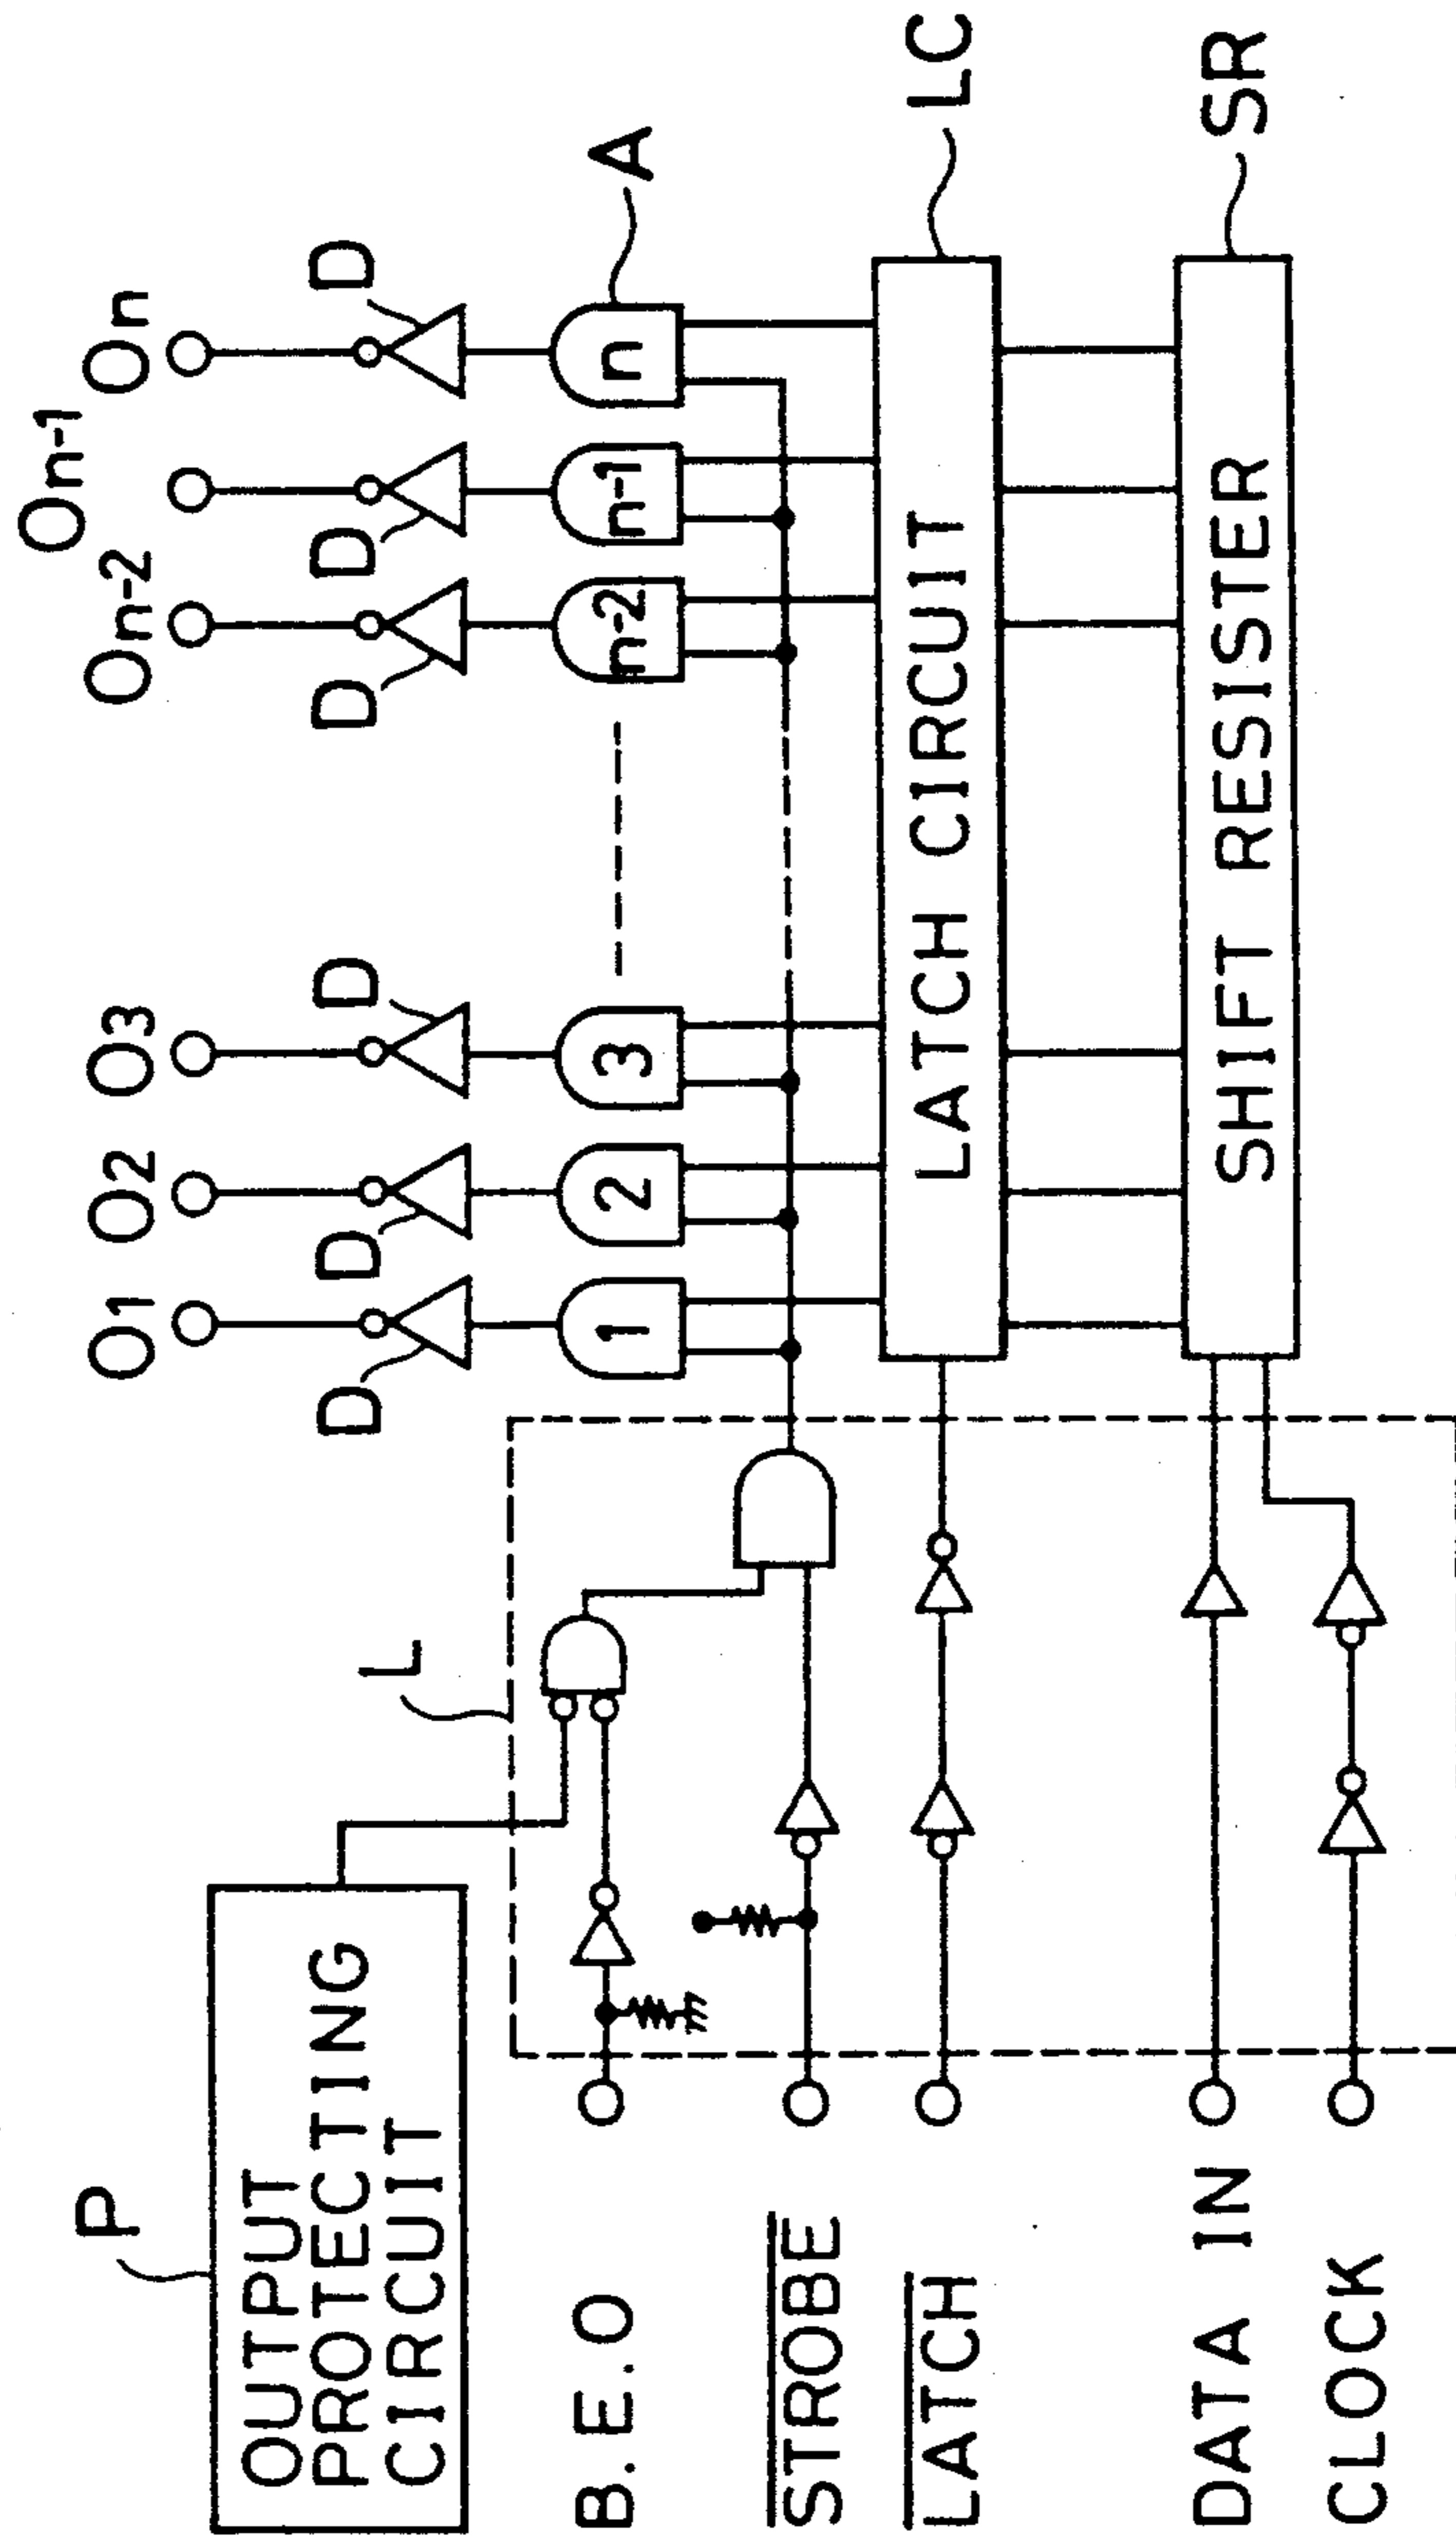 P
OUTPUT
PROTECTING
CIRCUIT
L
B.E.O
STROBE
LATCH
DATA IN
CLOCK
O1
O2
O3
On-2
On-1
On
D
D
D
D
D
D
1
2
3
n-2
n-1
n
A
LATCH CIRCUIT
LC
SHIFT RESISTER
SR